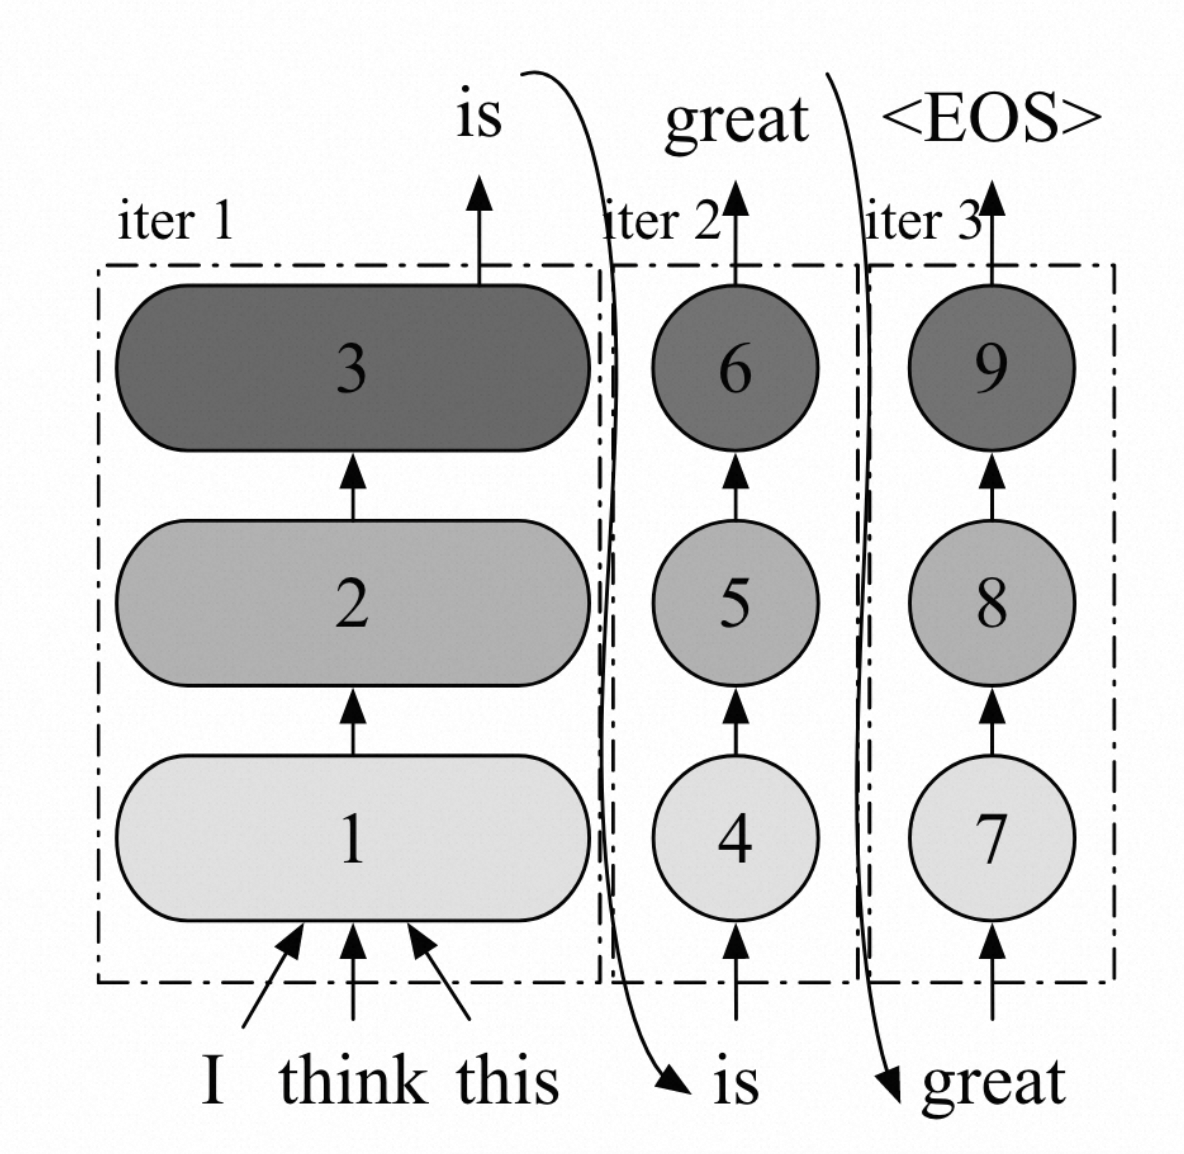 is great <EOS>
iter 1 iter 2 iter 3
3 6 9
2 5 8
1 4 7
I think this is great